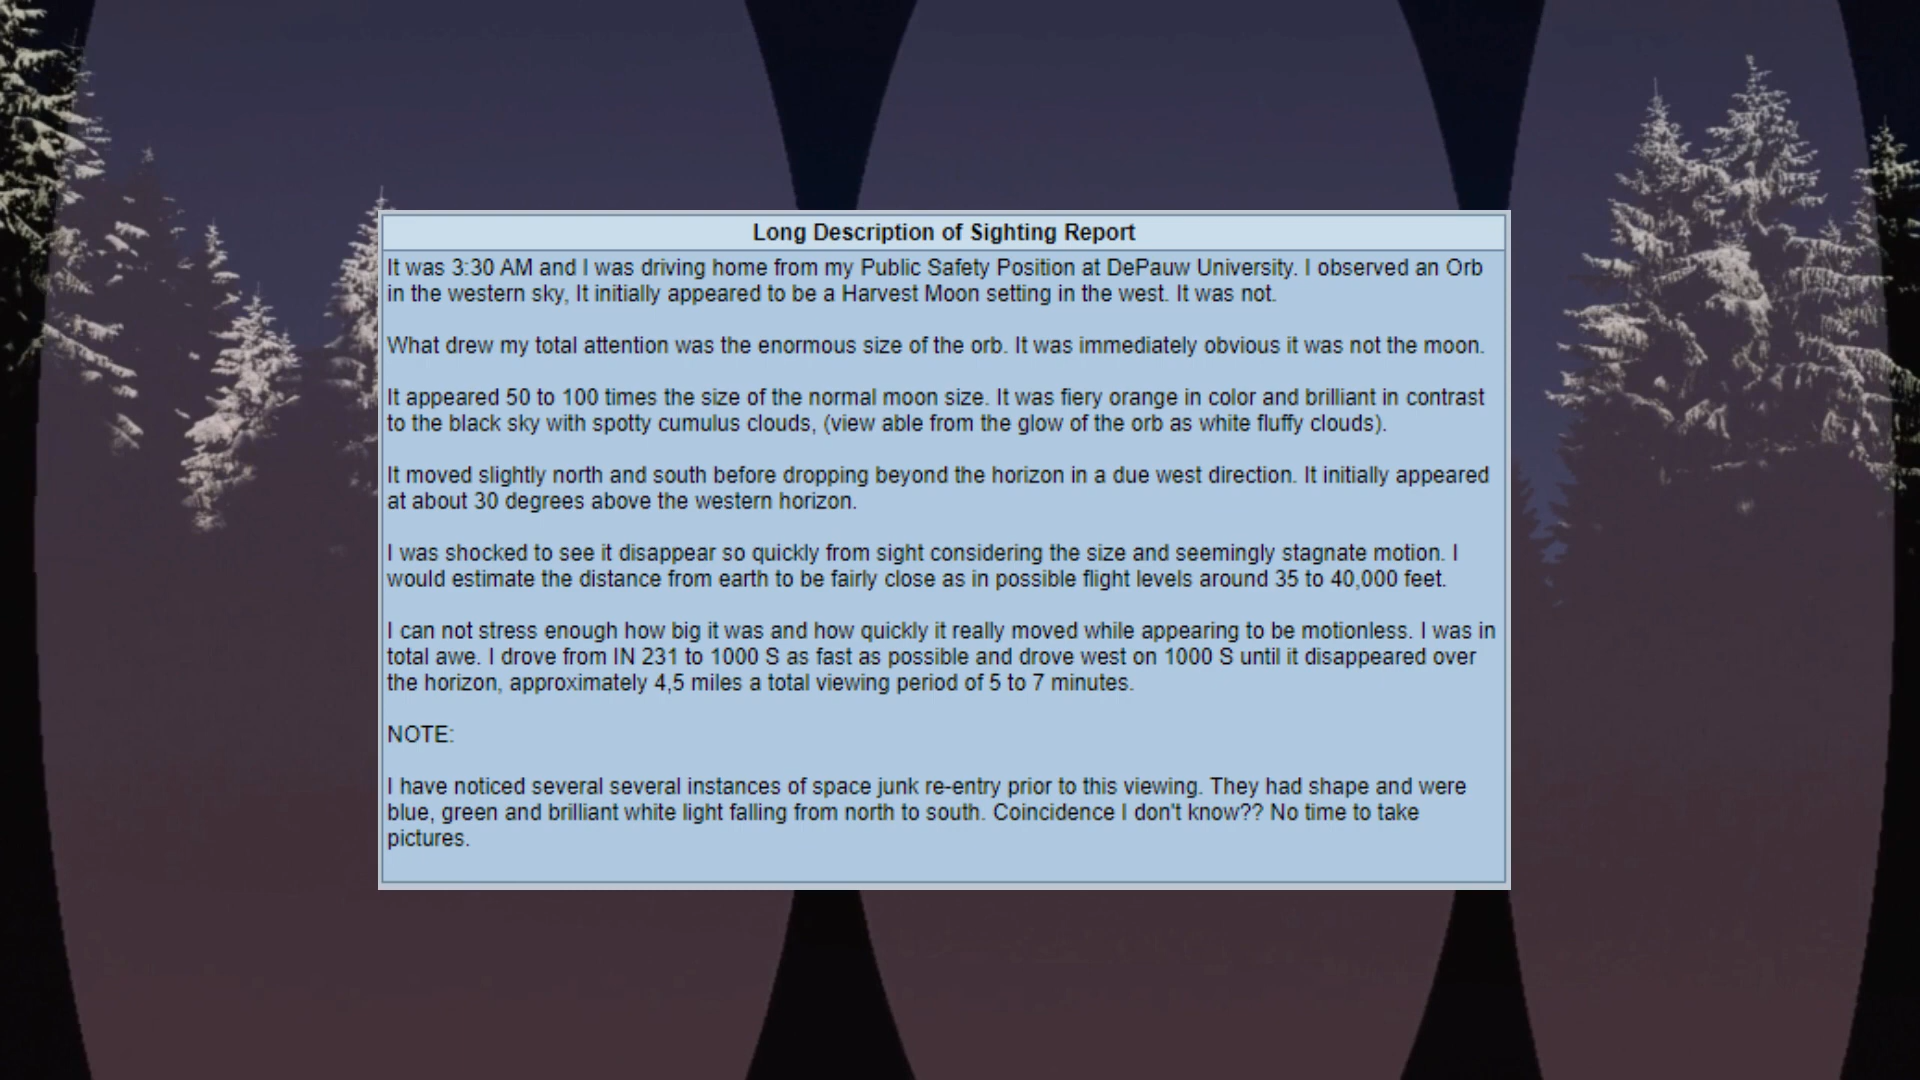 Long Description of Sighting Report
It was 3:30 AM and I was driving home from my Public Safety Position at DePauw University. I observed an Orb
in the western sky, It initially appeared to be a Harvest Moon setting in the west. It was not.
What drew my total attention was the enormous size of the orb. It was immediately obvious it was not the moon.
It appeared 50 to 100 times the size of the normal moon size. It was fiery orange in color and brilliant in contrast
to the black sky with spotty cumulus clouds, (view able from the glow of the orb as white fluffy clouds).
It moved slightly north and south before dropping beyond the horizon in a due west direction. It initially appeared
at about 30 degrees above the western horizon.
I was shocked to see it disappear so quickly from sight considering the size and seemingly stagnate motion. I
would estimate the distance from earth to be fairly close as in possible flight levels around 35 to 40,000 feet.
I can not stress enough how big it was and how quickly it really moved while appearing to be motionless. I was in
total awe. I drove from IN 231 to 1000 S as fast as possible and drove west on 1000 S until it disappeared over
the horizon, approximately 4,5 miles a total viewing period of 5 to 7 minutes.
NOTE:
I have noticed several several instances of space junk re-entry prior to this viewing. They had shape and were
blue, green and brilliant white light falling from north to south. Coincidence I don't know?? No time to take
pictures.